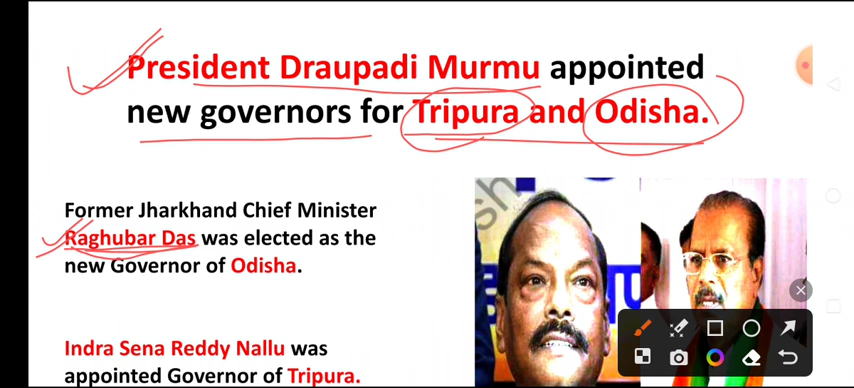 President Draupadi Murmu appointed
new governors for Tripura and Odisha.
Former Jharkhand Chief Minister
Raghubar Das was elected as the
new Governor of Odisha.
Indra Sena Reddy Nallu was
appointed Governor of Tripura.
sh